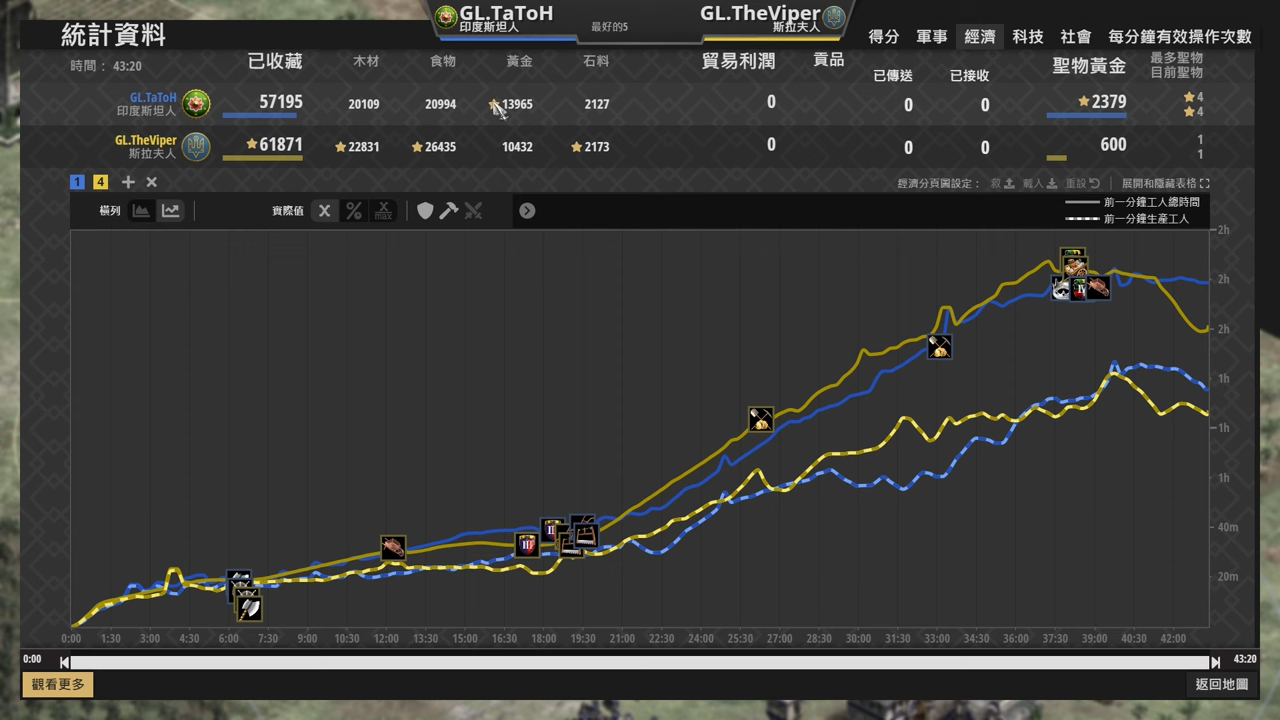 GL.TaToH
印度斯坦人
最好的5
GL.TheViper
斯拉夫人
統計資料
得分 軍事 經濟 科技 社會 每分鐘有效操作次數
時間： 43:20
已收藏 木材 食物 黃金 石料 貿易利潤 貢品 已傳送 已接收 聖物黃金 最多聖物 目前聖物
GL.TaToH
印度斯坦人
57195 20109 20994 13965 2127 0 0 0 2379 4
4
GL.TheViper
斯拉夫人
61871 22831 26435 10432 2173 0 0 0 600 1
1
1 4
經濟分頁圖設定： 載入 重設 展開和隱藏表格
橫列 實際值 X % X max
前一分鐘工人總時間
前一分鐘生產工人
2h
2h
2h
1h
1h
1h
40m
20m
0:00 1:30 3:00 4:30 6:00 7:30 9:00 10:30 12:00 13:30 15:00 16:30 18:00 19:30 21:00 22:30 24:00 25:30 27:00 28:30 30:00 31:30 33:00 34:30 36:00 37:30 39:00 40:30 42:00
0:00 43:20
觀看更多 返回地圖